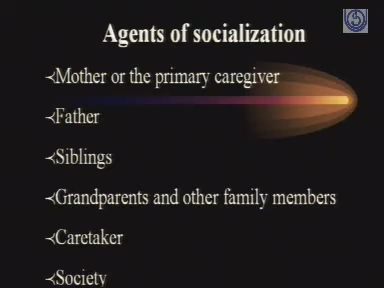 Agents of socialization
Mother or the primary caregiver
Father
Siblings
Grandparents and other family members
Caretaker
Society